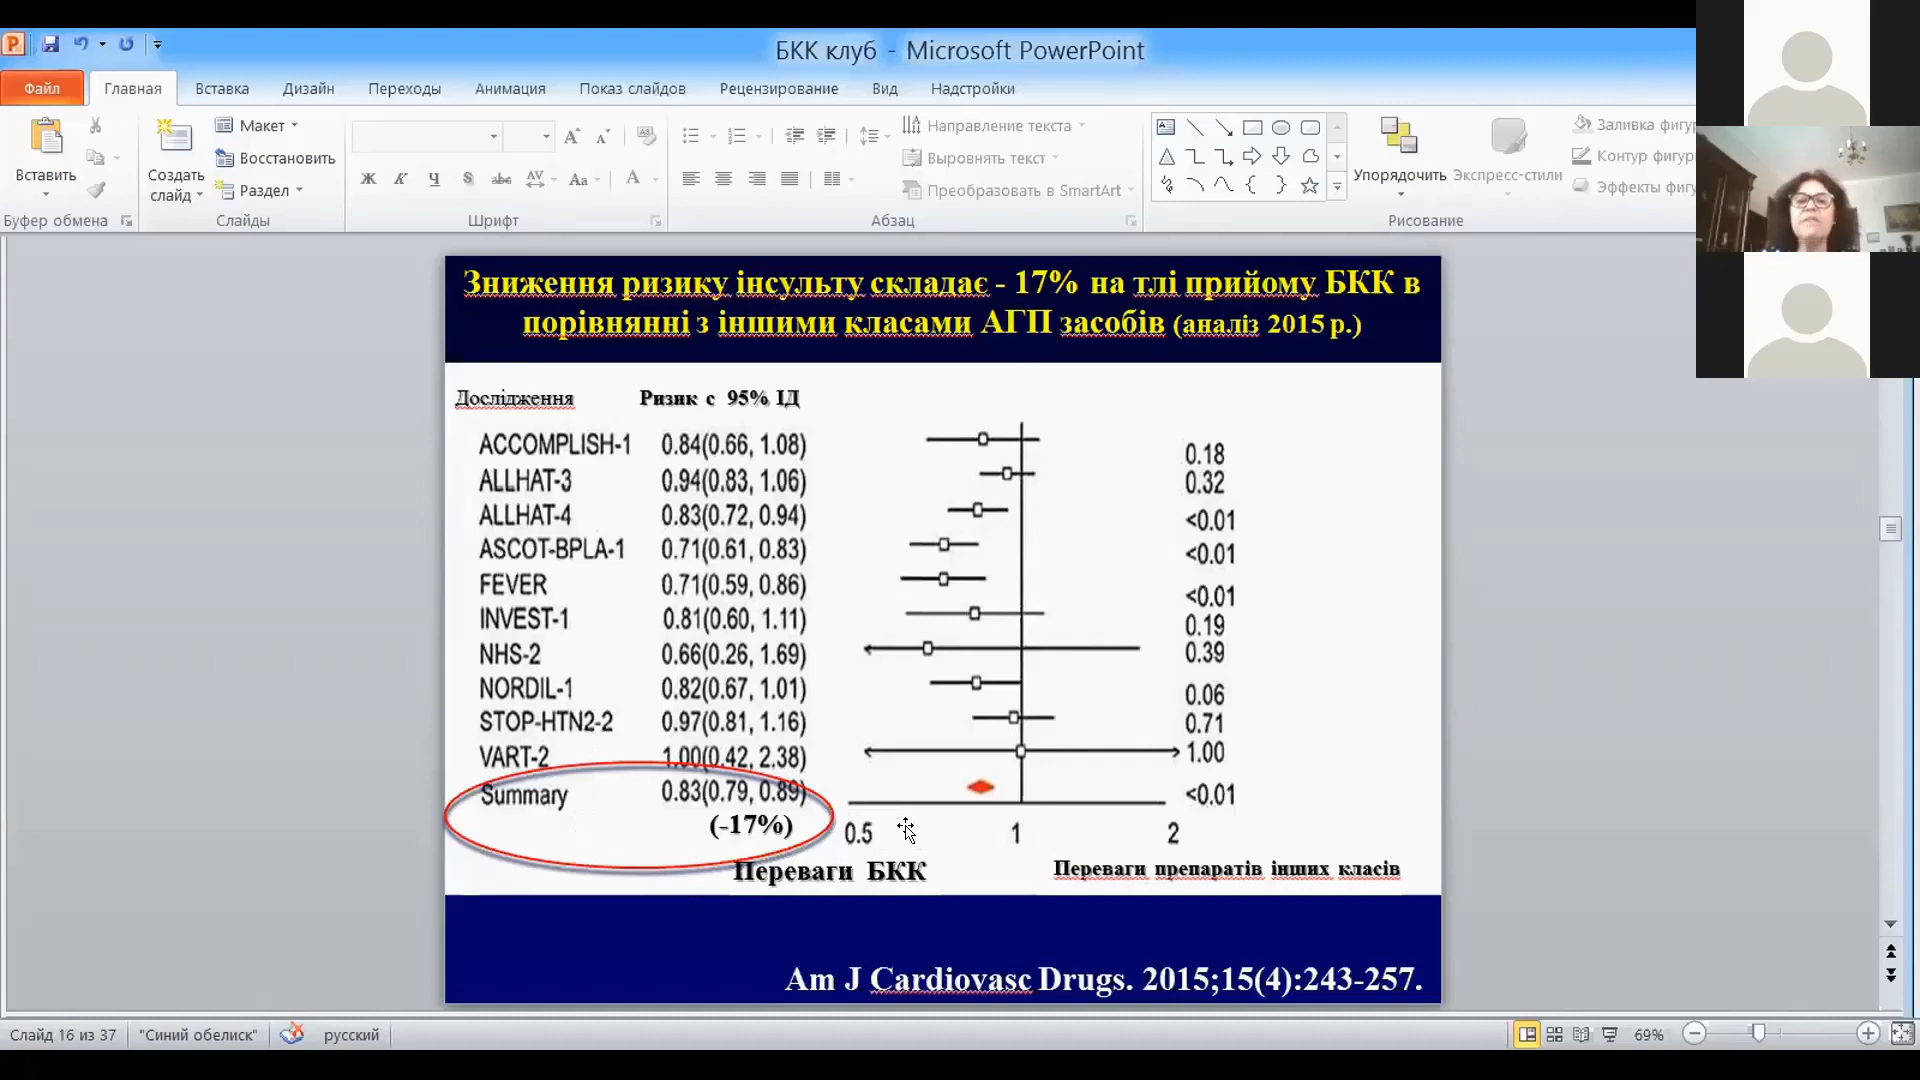 БКК клуб - Microsoft PowerPoint
Файл Главная Вставка Дизайн Переходы Анимация Показ слайдов Рецензирование Вид Надстройки
Вставить
Буфер обмена
Создать слайд
Макет
Восстановить
Раздел
Слайды
Ж К Ч S abc AV Aa А
Шрифт
Направление текста
Выровнять текст
Преобразовать в SmartArt
Абзац
Упорядочить
Экспресс-стили
Заливка фигу
Контур фигур
Эффекты фиг
Рисование
Зниження ризику інсульту складає - 17% на тлі прийому БКК в
порівнянні з іншими класами АГП засобів (аналіз 2015 р.)
Дослідження Ризик с 95% ІД
ACCOMPLISH-1 0.84(0.66, 1.08) 0.18
ALLHAT-3 0.94(0.83, 1.06) 0.32
ALLHAT-4 0.83(0.72, 0.94) <0.01
ASCOT-BPLA-1 0.71(0.61, 0.83) <0.01
FEVER 0.71(0.59, 0.86) <0.01
INVEST-1 0.81(0.60, 1.11) 0.19
NHS-2 0.66(0.26, 1.69) 0.39
NORDIL-1 0.82(0.67, 1.01) 0.06
STOP-HTN2-2 0.97(0.81, 1.16) 0.71
VART-2 1.00(0.42, 2.38) 1.00
Summary 0.83(0.79, 0.89) <0.01
(-17%)
0.5 1 2
Переваги БКК Переваги препаратів інших класів
Am J Cardiovasc Drugs. 2015;15(4):243-257.
Слайд 16 из 37 "Синий обелиск" русский 69%